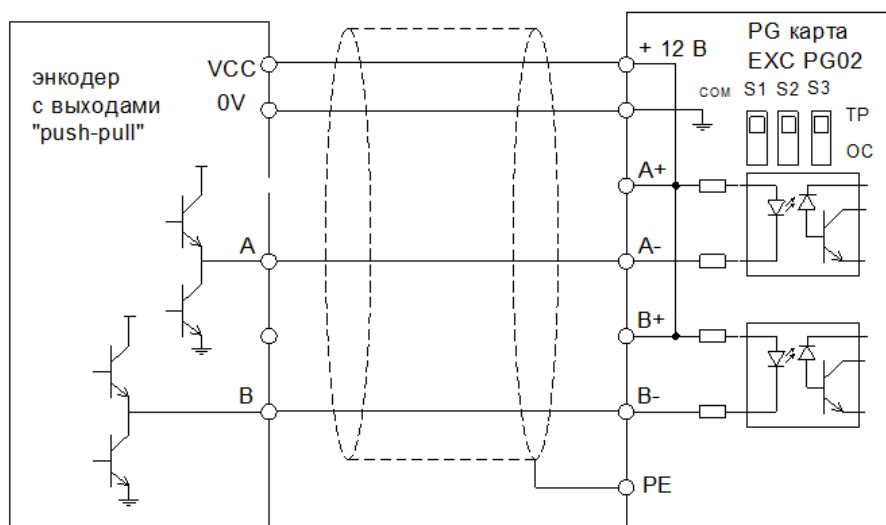 энкодер
с выходами
"push-pull"
VCC
0V
A
B
+ 12 В
A+
A-
B+
B-
PE
PG карта
EXC PG02
COM S1 S2 S3
TP
OC